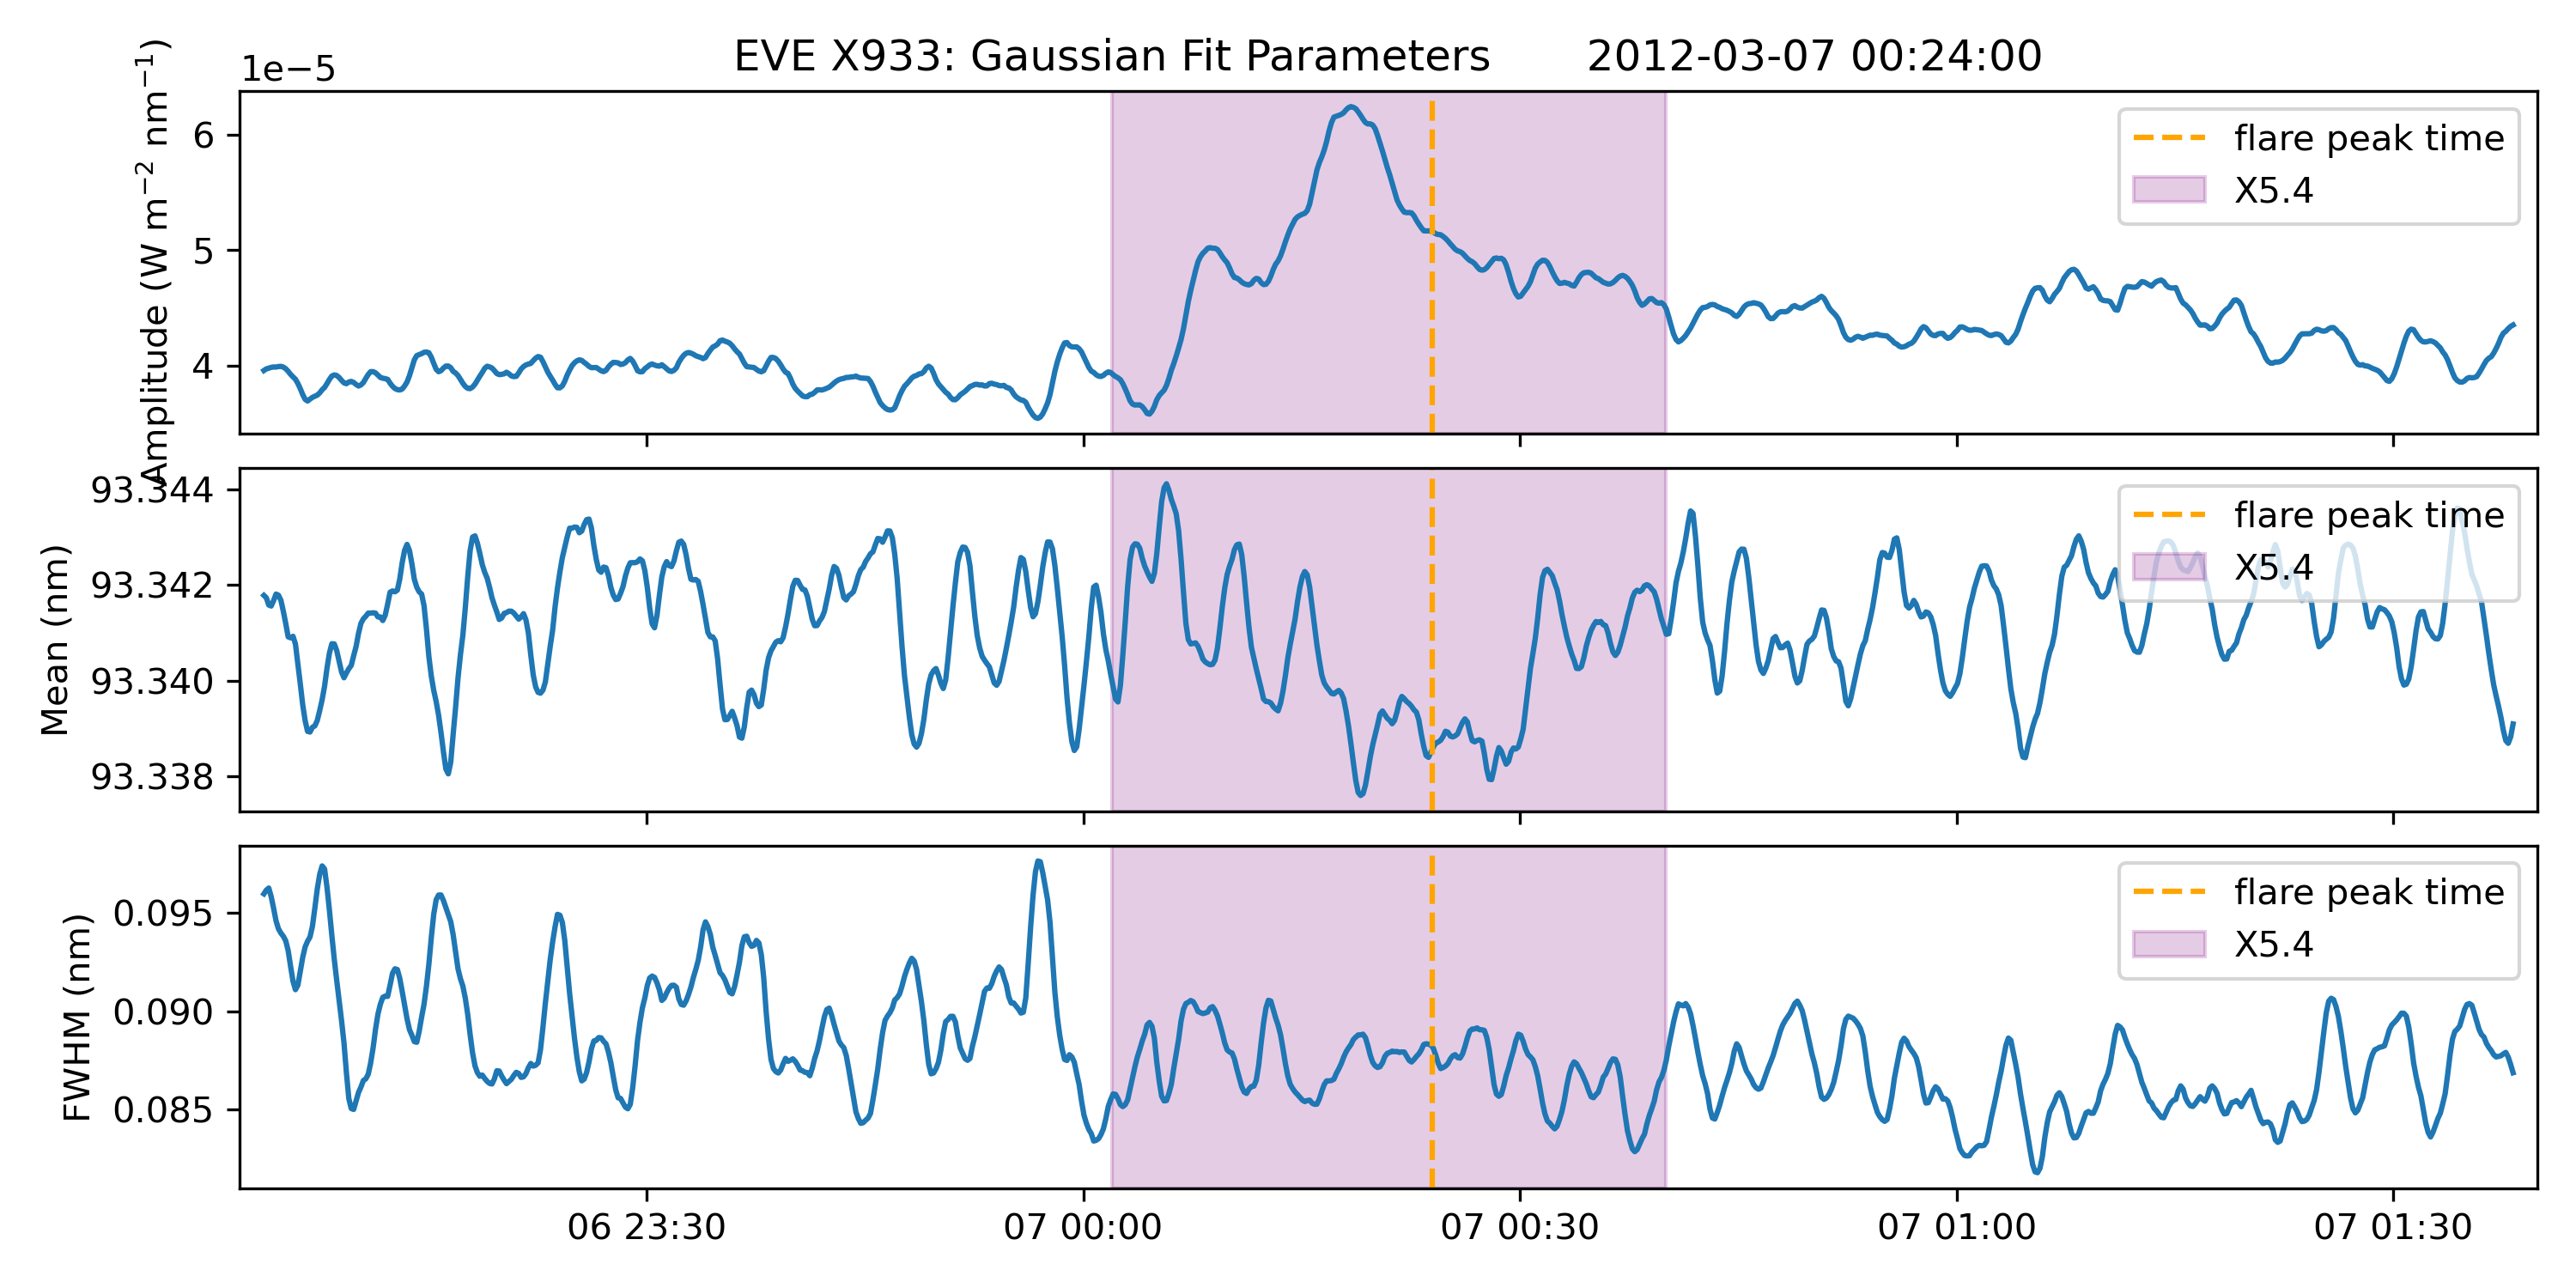 EVE X933: Gaussian Fit Parameters 2012-03-07 00:24:00
1e−5
Amplitude (W m⁻² nm⁻¹)
6
5
4
flare peak time
X5.4
Mean (nm)
93.344
93.342
93.340
93.338
flare peak time
X5.4
FWHM (nm)
0.095
0.090
0.085
flare peak time
X5.4
06 23:30
07 00:00
07 00:30
07 01:00
07 01:30